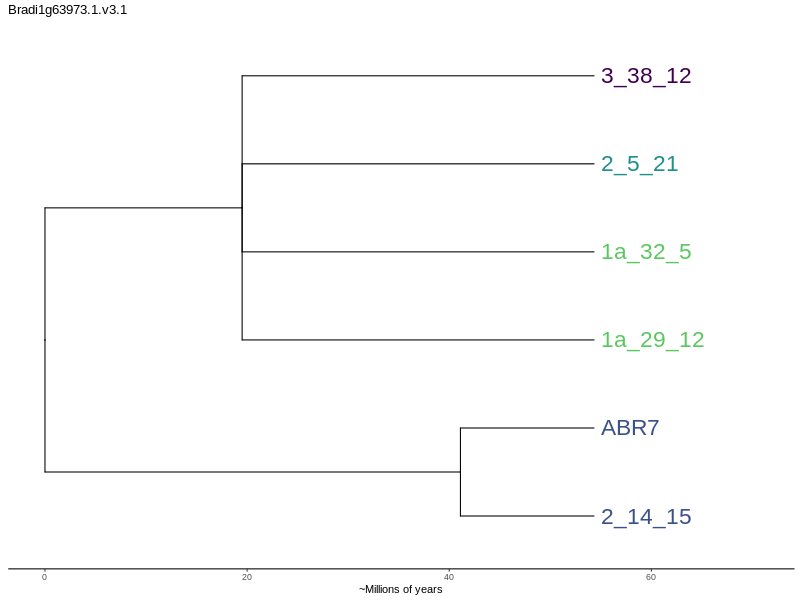 Bradi1g63973.1.v3.1
3_38_12
2_5_21
1a_32_5
1a_29_12
ABR7
2_14_15
0 20 40 60
~Millions of years